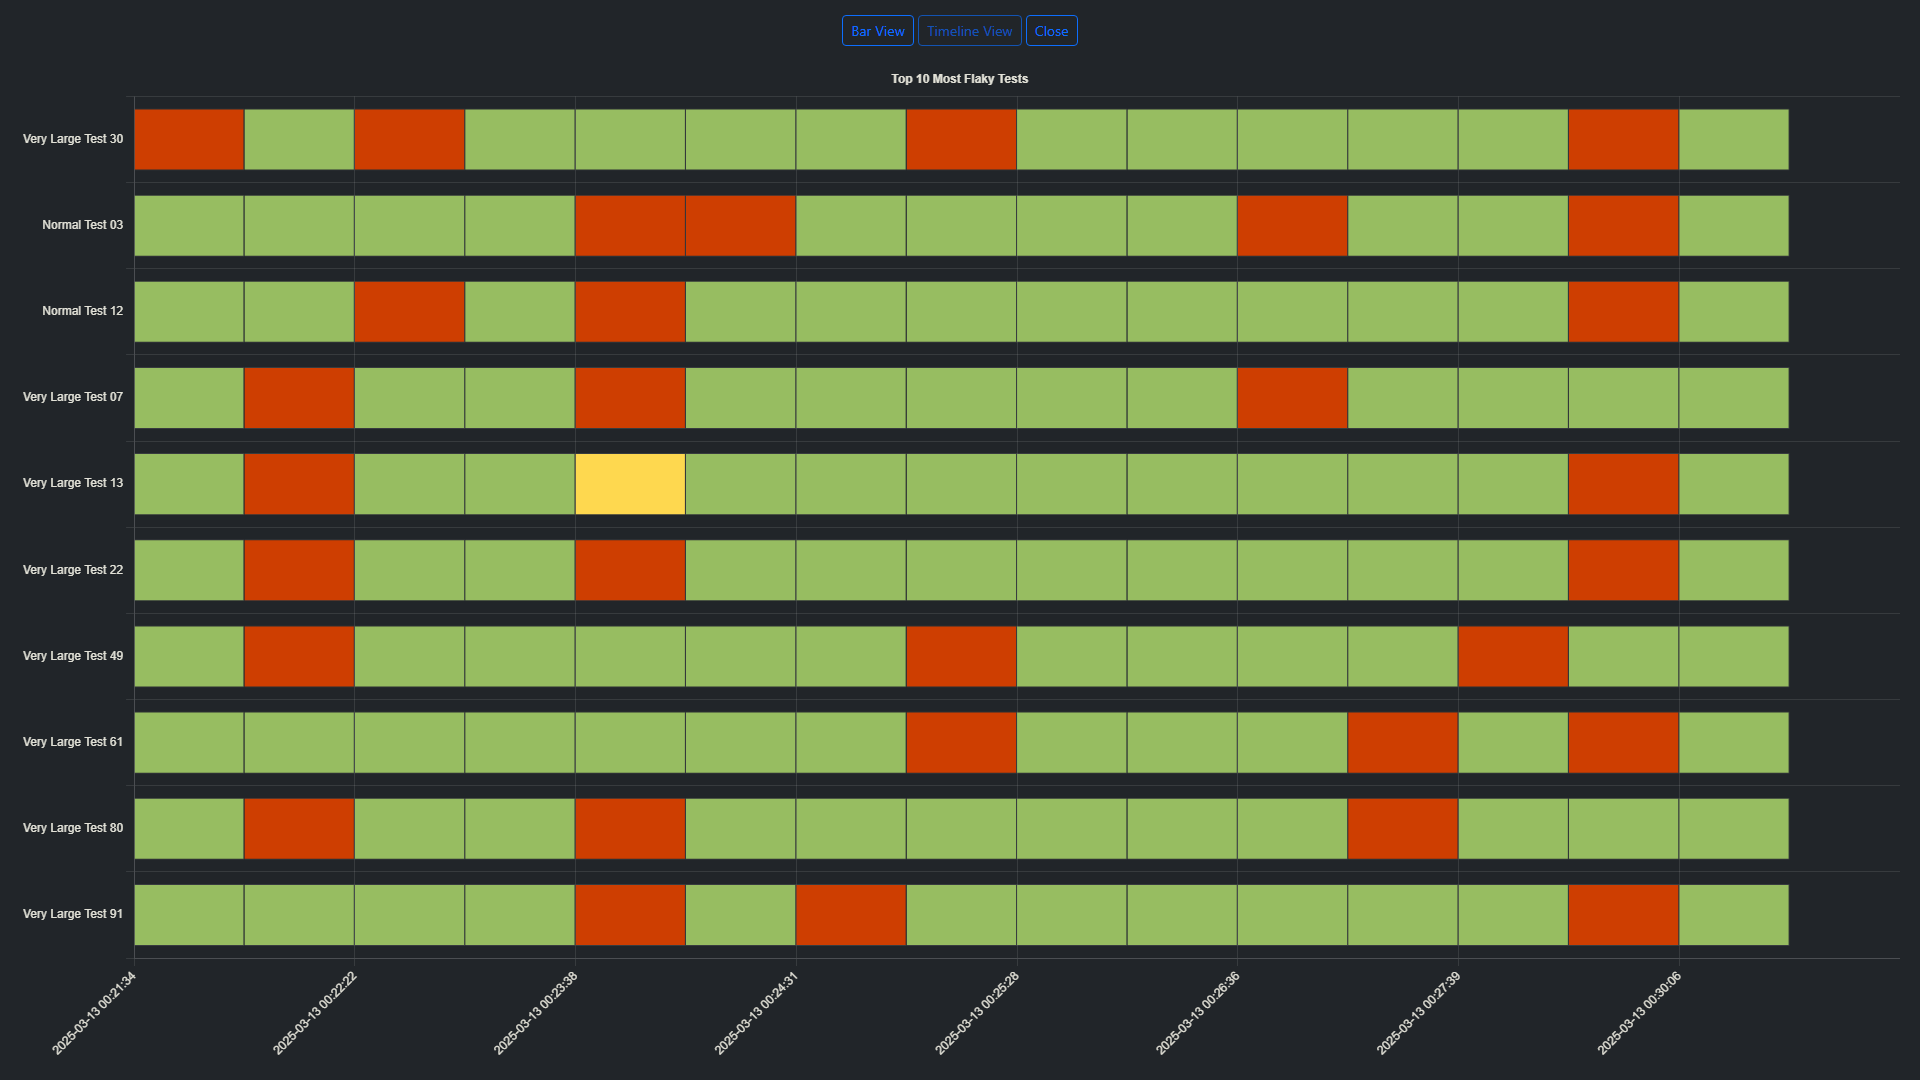 Bar View Timeline View Close
Top 10 Most Flaky Tests
Very Large Test 30
Normal Test 03
Normal Test 12
Very Large Test 07
Very Large Test 13
Very Large Test 22
Very Large Test 49
Very Large Test 61
Very Large Test 80
Very Large Test 91
2025-03-13 00:21:34
2025-03-13 00:22:22
2025-03-13 00:23:38
2025-03-13 00:24:31
2025-03-13 00:25:28
2025-03-13 00:26:36
2025-03-13 00:27:39
2025-03-13 00:30:06